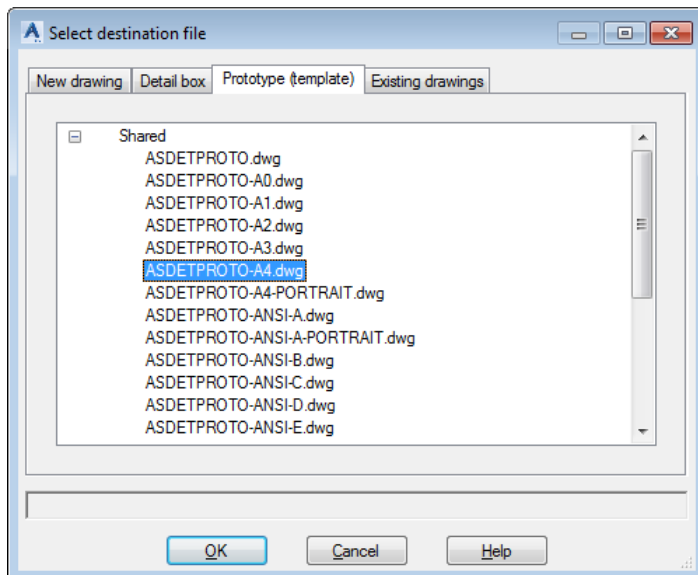 Select destination file
New drawing Detail box Prototype (template) Existing drawings
Shared
ASDETPROTO.dwg
ASDETPROTO-A0.dwg
ASDETPROTO-A1.dwg
ASDETPROTO-A2.dwg
ASDETPROTO-A3.dwg
ASDETPROTO-A4.dwg
ASDETPROTO-A4-PORTRAIT.dwg
ASDETPROTO-ANSI-A.dwg
ASDETPROTO-ANSI-A-PORTRAIT.dwg
ASDETPROTO-ANSI-B.dwg
ASDETPROTO-ANSI-C.dwg
ASDETPROTO-ANSI-D.dwg
ASDETPROTO-ANSI-E.dwg
OK Cancel Help